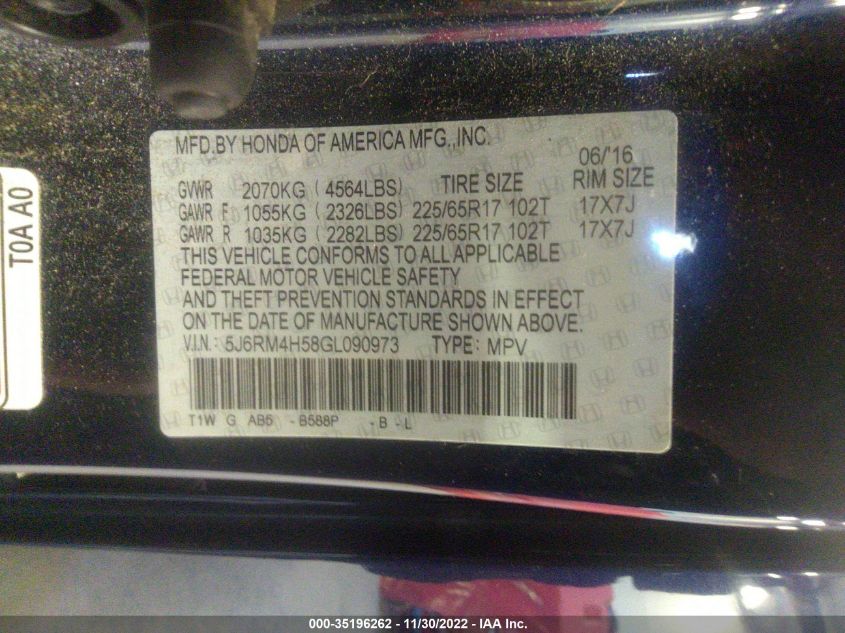 MFD.BY HONDA OF AMERICA MFG.,INC.
06/'16
GVWR 2070KG (4564LBS) TIRE SIZE RIM SIZE
GAWR F 1055KG (2326LBS) 225/65R17 102T 17X7J
GAWR R 1035KG (2282LBS) 225/65R17 102T 17X7J
THIS VEHICLE CONFORMS TO ALL APPLICABLE
FEDERAL MOTOR VEHICLE SAFETY
AND THEFT PREVENTION STANDARDS IN EFFECT
ON THE DATE OF MANUFACTURE SHOWN ABOVE.
V.I.N.: 5J6RM4H58GL090973 TYPE: MPV
T1W G AB5 -B588P -B -L
T0A A0
000-35196262 - 11/30/2022 - IAA Inc.